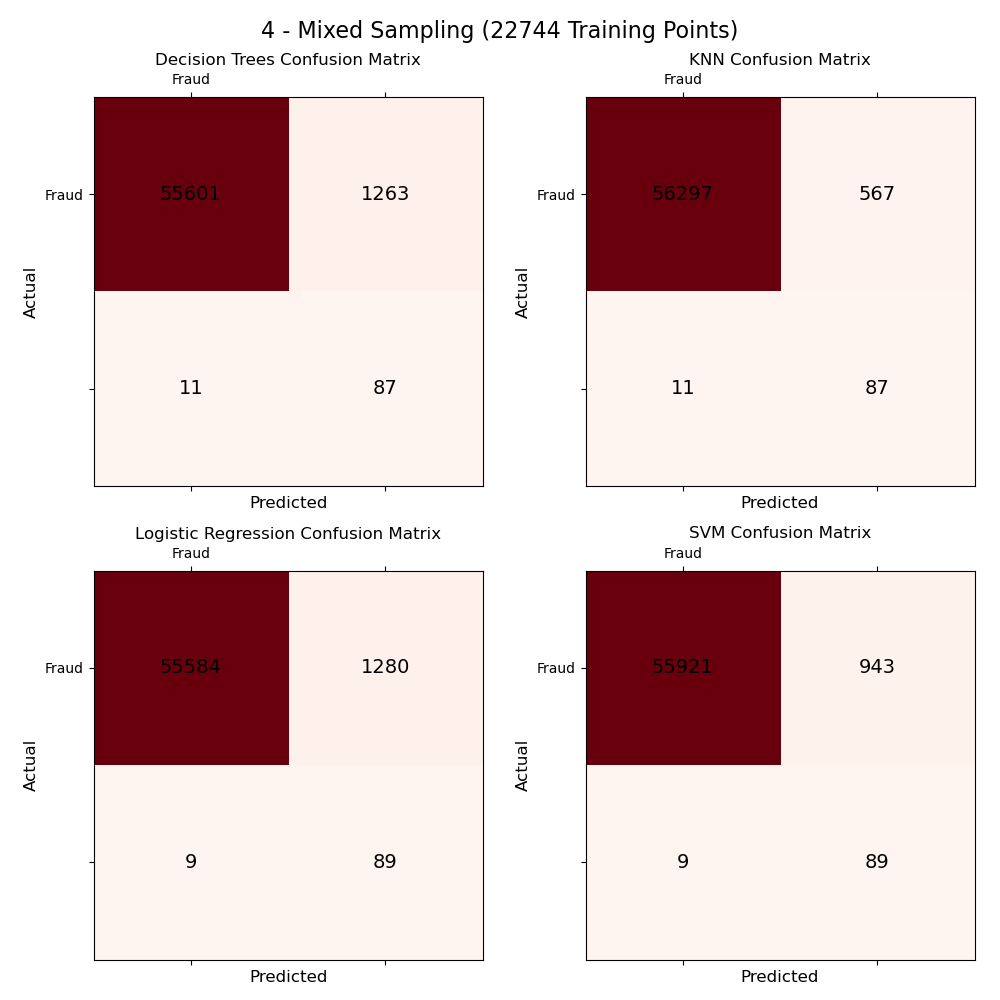 4 - Mixed Sampling (22744 Training Points)
Decision Trees Confusion Matrix
Fraud
Fraud
55601 1263
Actual
11 87
Predicted
KNN Confusion Matrix
Fraud
Fraud
56297 567
Actual
11 87
Predicted
Logistic Regression Confusion Matrix
Fraud
Fraud
55584 1280
Actual
9 89
Predicted
SVM Confusion Matrix
Fraud
Fraud
55921 943
Actual
9 89
Predicted